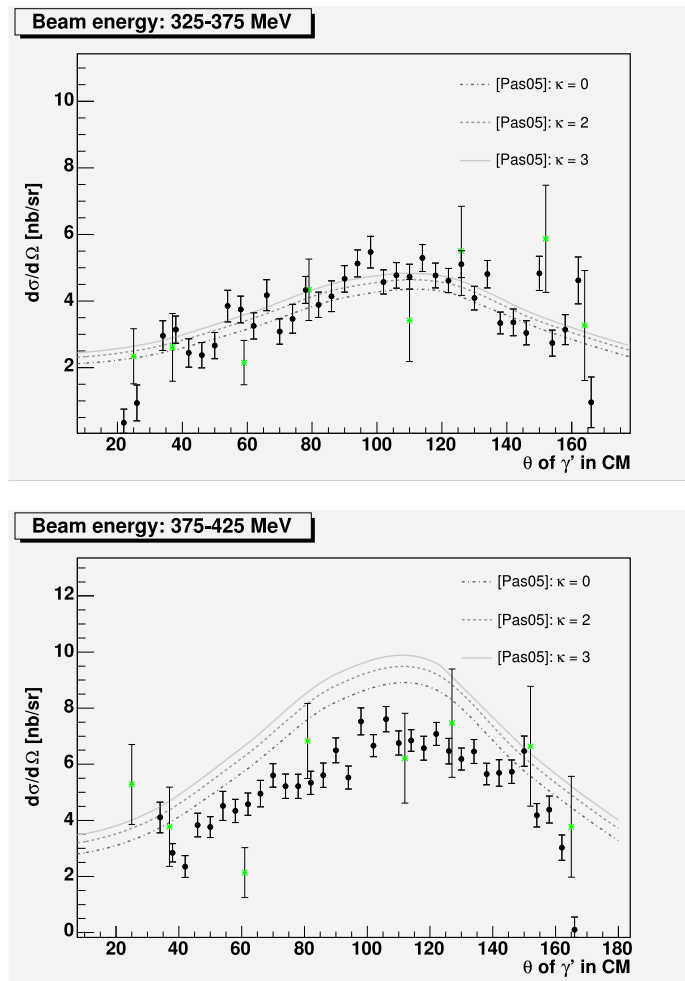 Beam energy: 325-375 MeV
10
8
6
4
2
dσ/dΩ [nb/sr]
[Pas05]: κ = 0
[Pas05]: κ = 2
[Pas05]: κ = 3
20 40 60 80 100 120 140 160
θ of γ' in CM
Beam energy: 375-425 MeV
12
10
8
6
4
2
0
dσ/dΩ [nb/sr]
[Pas05]: κ = 0
[Pas05]: κ = 2
[Pas05]: κ = 3
20 40 60 80 100 120 140 160 180
θ of γ' in CM